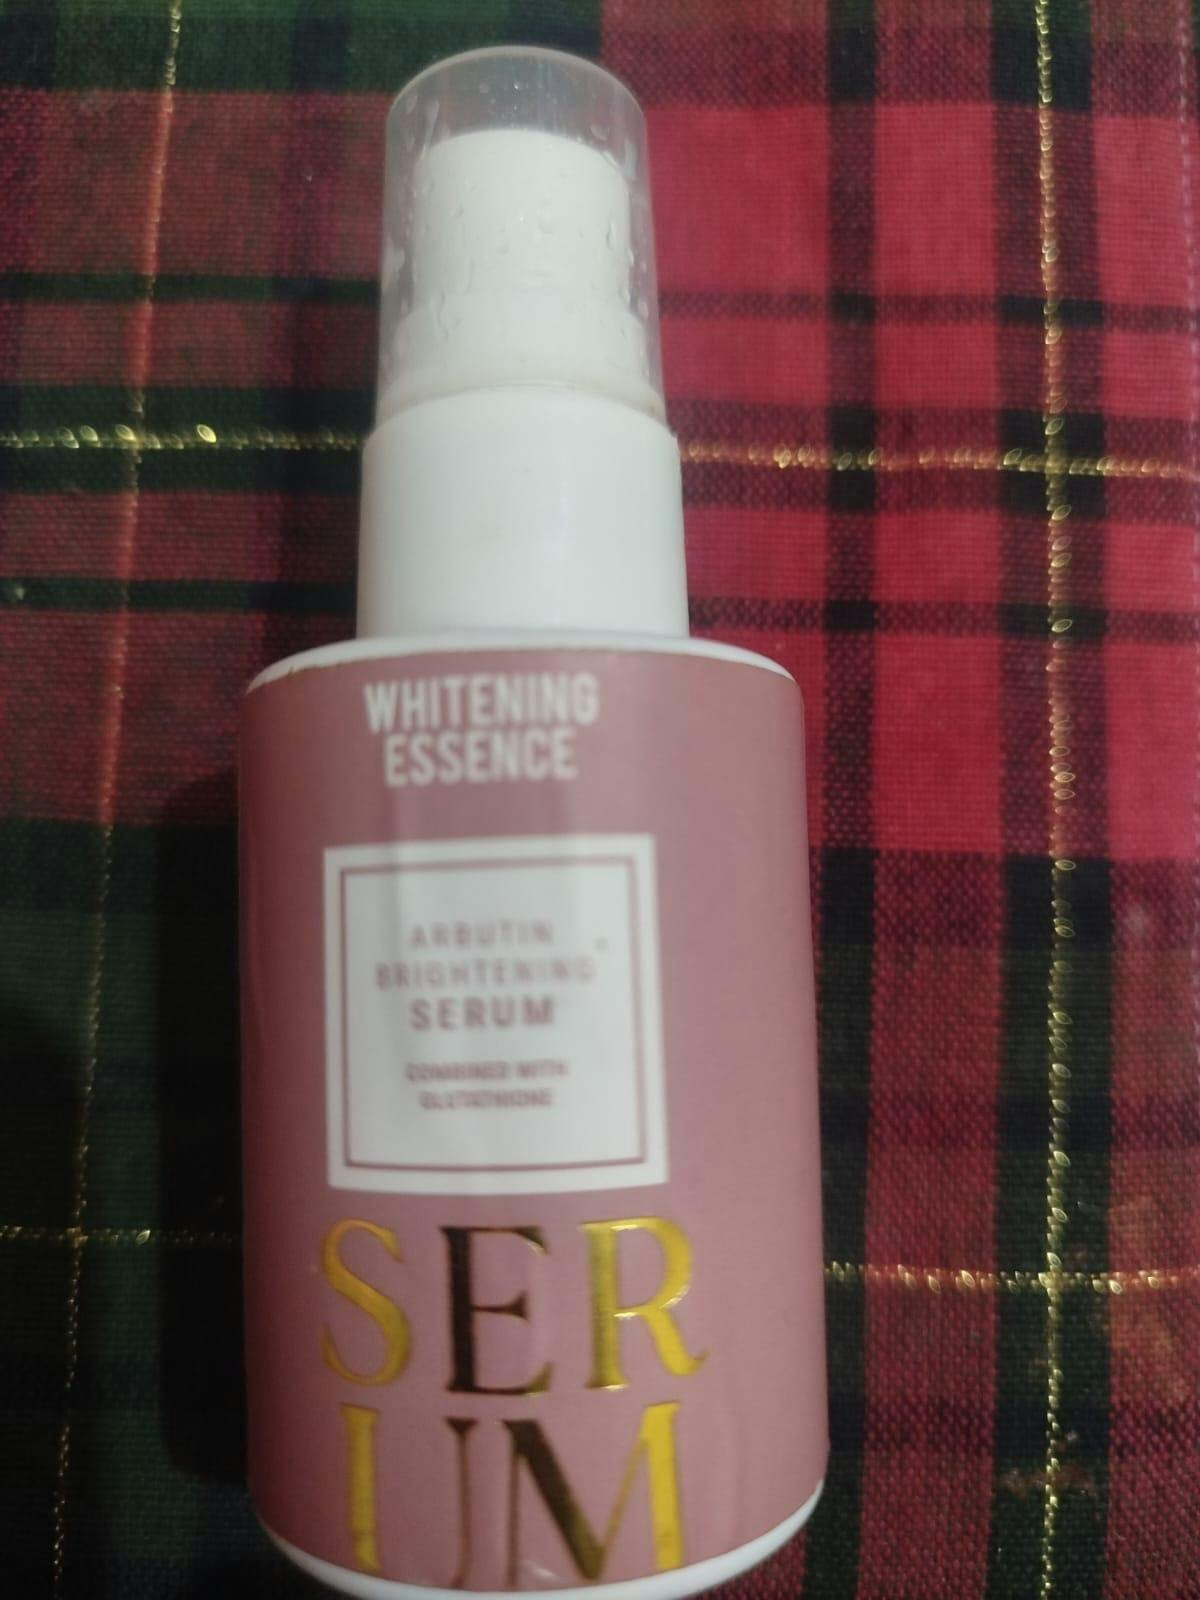 WHITENING
ESSENCE
ARBUTIN
BRIGHTENING
SERUM
COMBINED WITH
GLUTATHIONE
SER
UM